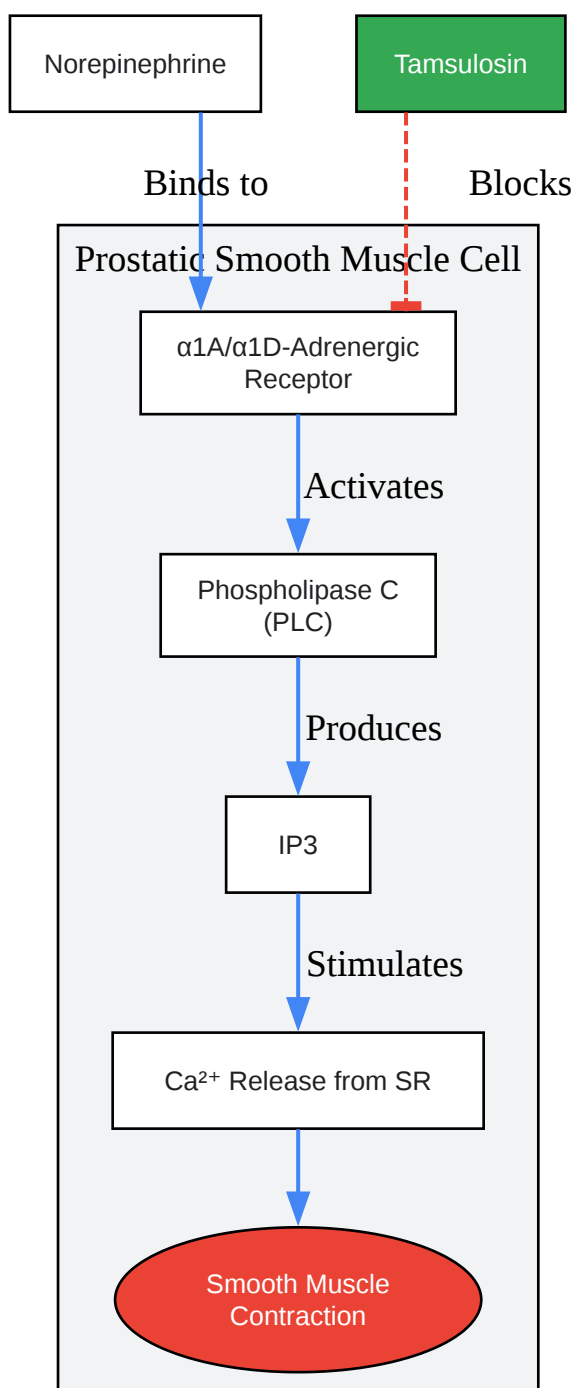 Norepinephrine
Tamsulosin
Binds to
Blocks
Prostatic Smooth Muscle Cell
α1A/α1D-Adrenergic
Receptor
Activates
Phospholipase C
(PLC)
Produces
IP3
Stimulates
Ca²⁺ Release from SR
Smooth Muscle
Contraction